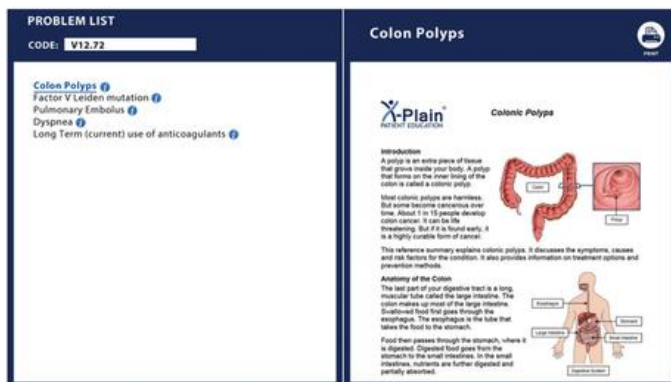 PROBLEM LIST
CODE: V12.72
Colon Polyps
Factor V Leiden mutation
Pulmonary Embolus
Dyspnea
Long Term (current) use of anticoagulants
Colon Polyps
PRINT
X-Plain
PATIENT EDUCATION
Colonic Polyps
Introduction
A polyp is an extra piece of tissue
that grows inside your body. A polyp
that forms on the inner lining of the
colon is called a colonic polyp.
Most colonic polyps are harmless.
But some become cancerous over
time. About 1 in 15 people develop
colon cancer. It can be life
threatening. But if it is found early, it
is a highly curable form of cancer.
Colon
Polyp
This reference summary explains colonic polyps. It discusses the symptoms, causes
and risk factors for the condition. It also provides information on treatment options and
prevention methods.
Anatomy of the Colon
The last part of your digestive tract is a long,
muscular tube called the large intestine. The
colon makes up most of the large intestine.
Swallowed food first goes through the
esophagus. The esophagus is the tube that
takes the food to the stomach.
Food then passes through the stomach, where it
is digested. Digested food goes from the
stomach to the small intestines. In the small
intestines, nutrients are further digested and
partially absorbed.
Esophagus
Stomach
Large Intestine
Small Intestine
Digestive System